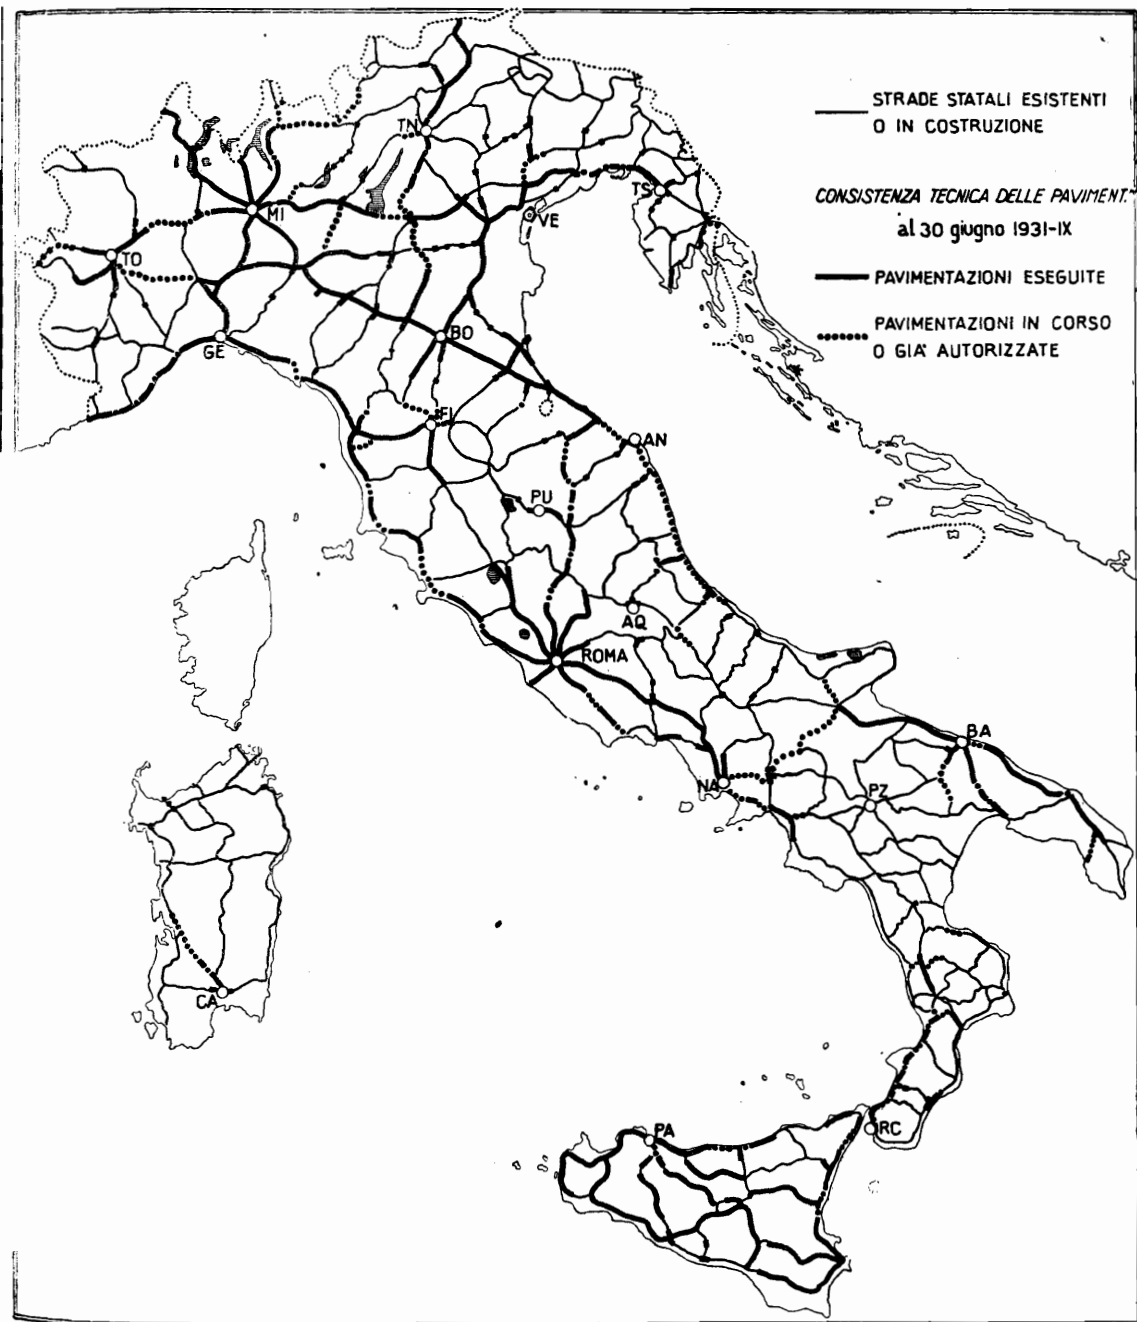 STRADE STATALI ESISTENTI
O IN COSTRUZIONE
CONSISTENZA TECNICA DELLE PAVIMENT.
al 30 giugno 1931-IX
PAVIMENTAZIONI ESEGUITE
PAVIMENTAZIONI IN CORSO
O GIA' AUTORIZZATE
TN
TS
MI
VE
TO
BO
GE
FI
AN
PU
AQ
ROMA
BA
NA
PZ
CA
RC
PA